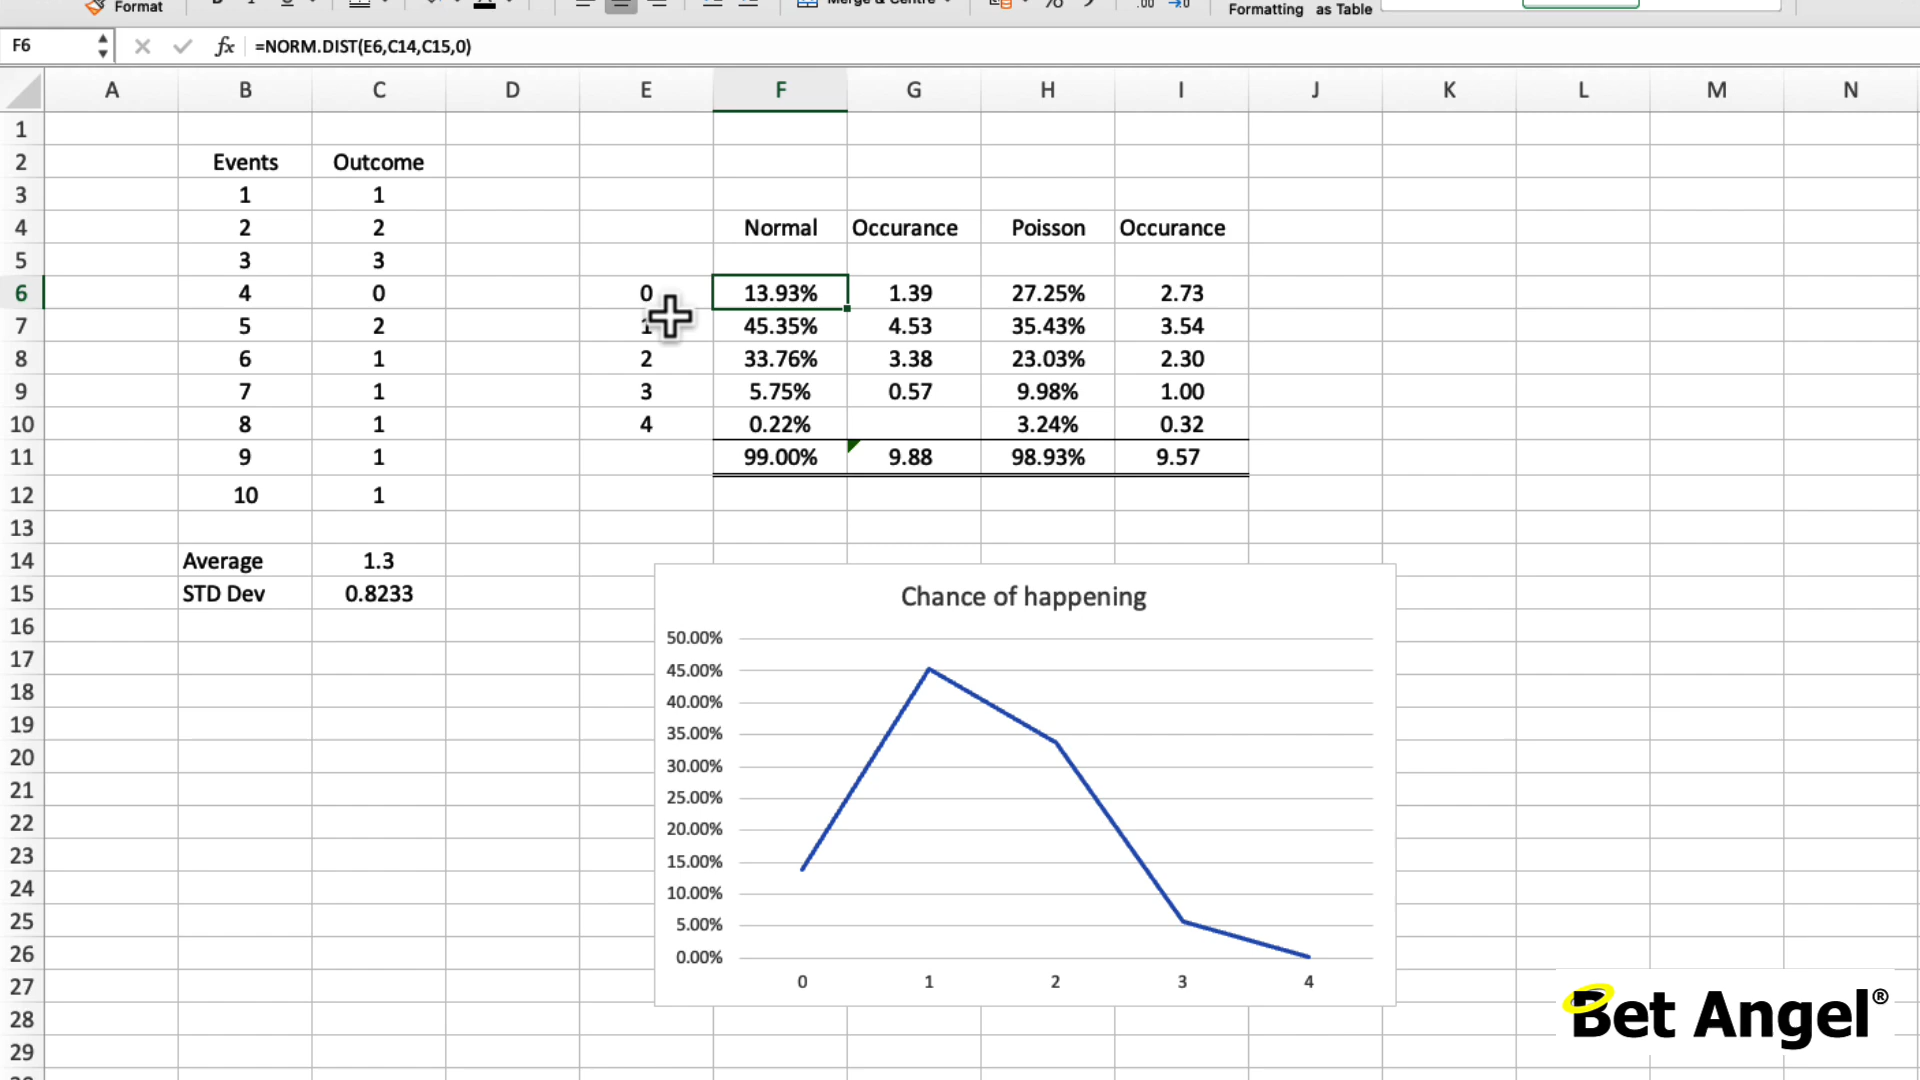 Format
Merge & Centre
Formatting as Table
F6
fx =NORM.DIST(E6,C14,C15,0)
A B C D E F G H I J K L M N
1
2 Events Outcome
3 1 1
4 2 2 Normal Occurance Poisson Occurance
5 3 3
6 4 0 0 13.93% 1.39 27.25% 2.73
7 5 2 1 45.35% 4.53 35.43% 3.54
8 6 1 2 33.76% 3.38 23.03% 2.30
9 7 1 3 5.75% 0.57 9.98% 1.00
10 8 1 4 0.22% 3.24% 0.32
11 9 1 99.00% 9.88 98.93% 9.57
12 10 1
13
14 Average 1.3
15 STD Dev 0.8233
16
17
18
19
20
21
22
23
24
25
26
27
28
29
Chance of happening
50.00%
45.00%
40.00%
35.00%
30.00%
25.00%
20.00%
15.00%
10.00%
5.00%
0.00%
0 1 2 3 4
Bet Angel®